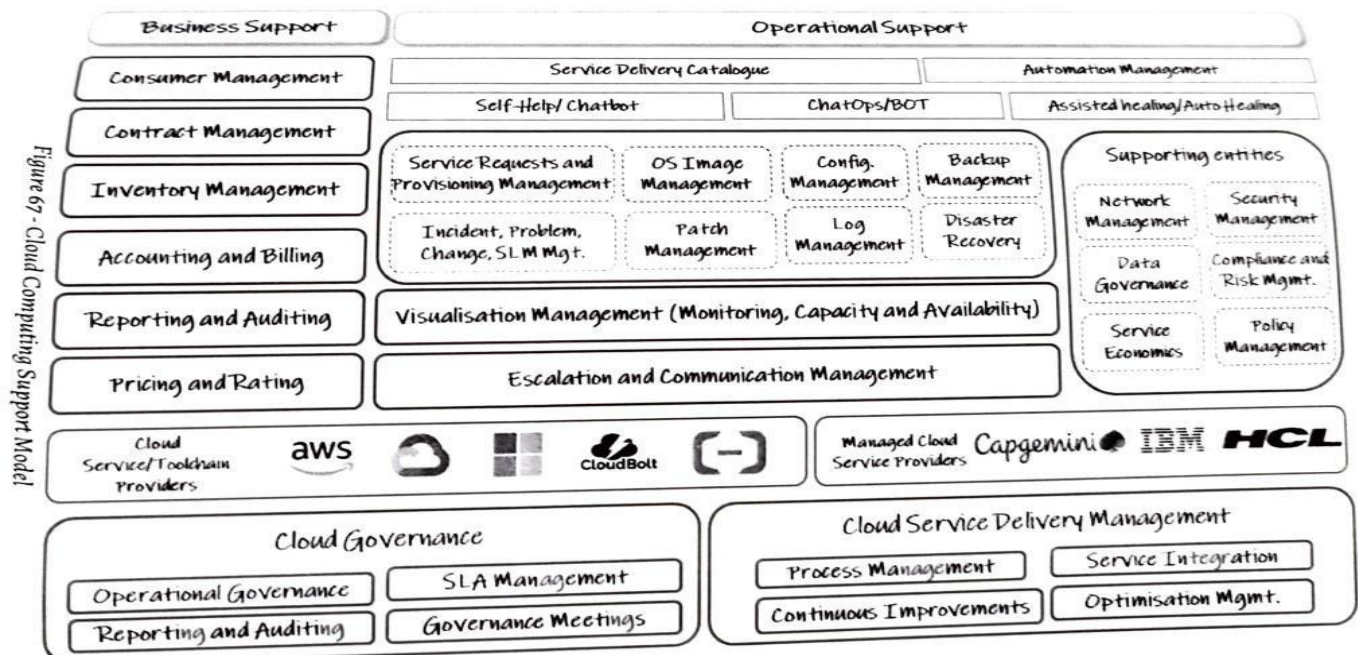 Business Support
Operational Support
Consumer Management
Contract Management
Inventory Management
Accounting and Billing
Reporting and Auditing
Pricing and Rating
Service Delivery Catalogue
Automation Management
Self-Help/ Chatbot
ChatOps/BOT
Assisted healing/Auto Healing
Service Requests and
Provisioning Management
OS Image
Management
Config.
Management
Backup
Management
Incident, Problem,
Change, SLM Mgt.
Patch
Management
Log
Management
Disaster
Recovery
Visualisation Management (Monitoring, Capacity and Availability)
Escalation and Communication Management
Supporting entities
Network
Management
Security
Management
Data
Governance
Compliance and
Risk Mgmt.
Service
Economics
Policy
Management
Cloud
Service/Toolchain
Providers
aws
CloudBolt
Managed Cloud
Service Providers
Capgemini
IBM
HCL
Cloud Governance
Operational Governance
SLA Management
Reporting and Auditing
Governance Meetings
Cloud Service Delivery Management
Process Management
Service Integration
Continuous Improvements
Optimisation Mgmt.
Figure 67 - Cloud Computing Support Model